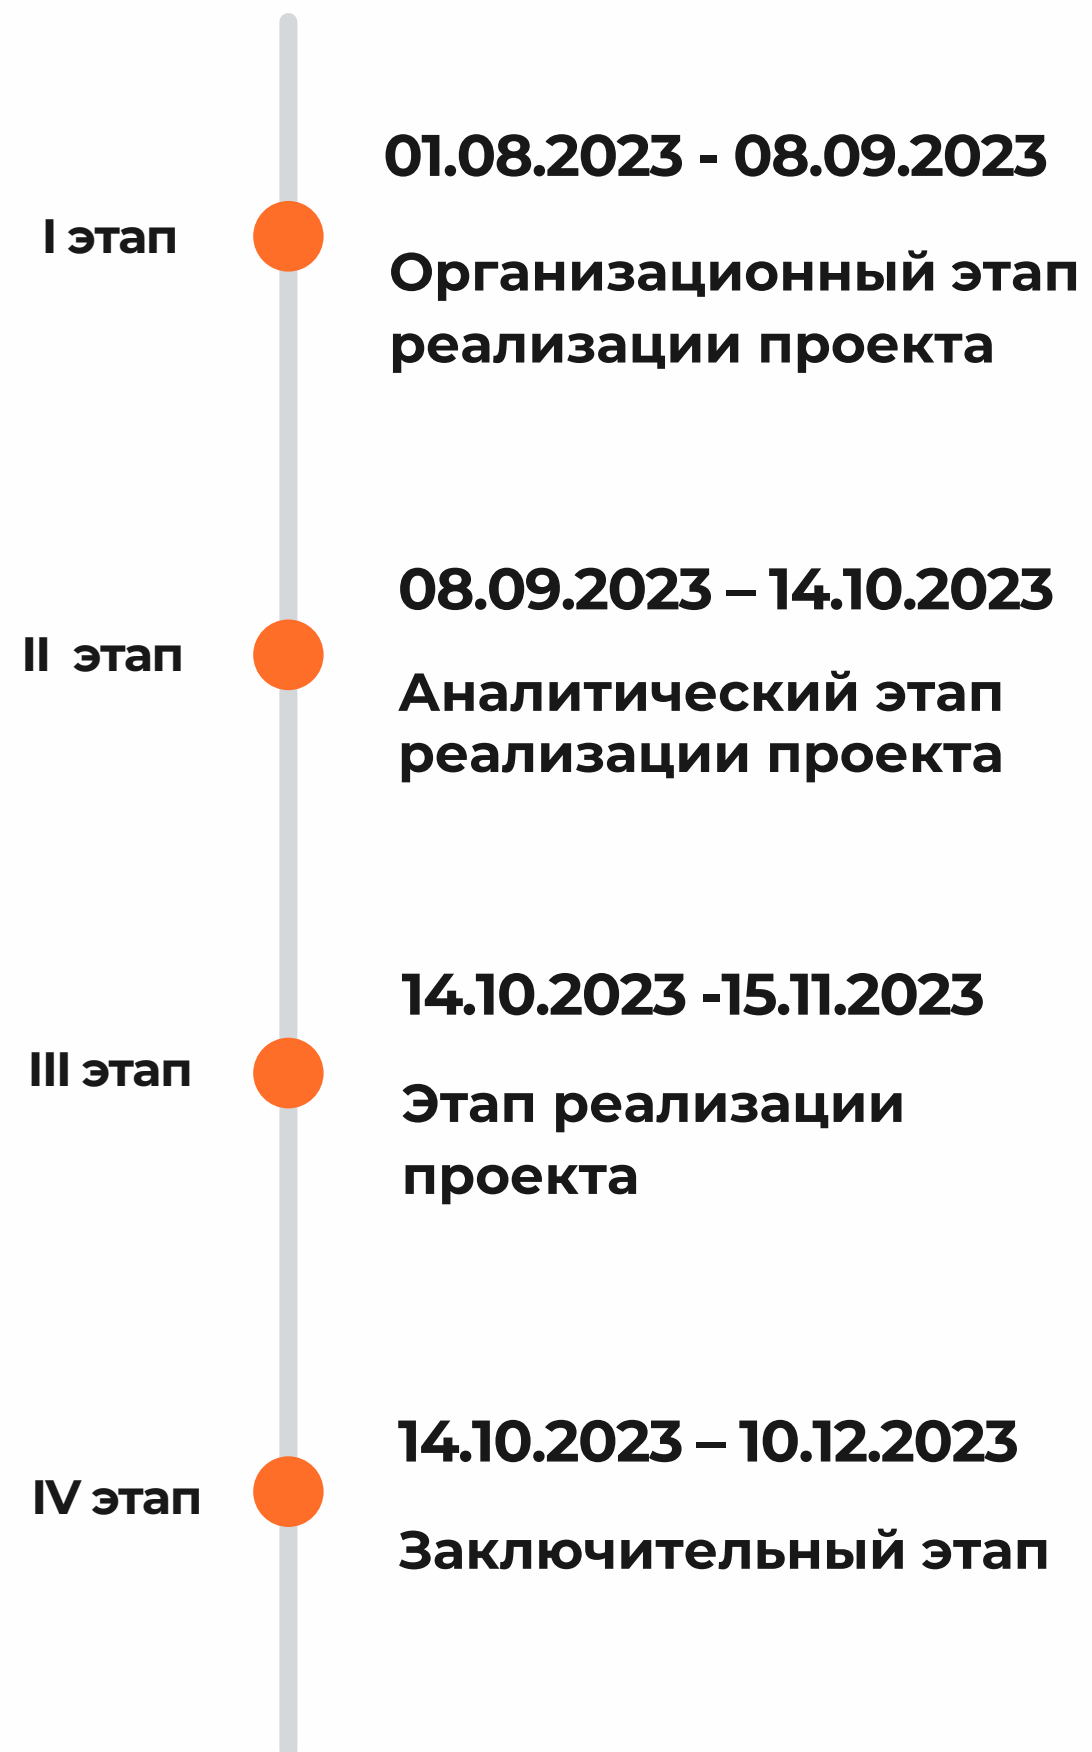 I этап
01.08.2023 - 08.09.2023
Организационный этап
реализации проекта
II этап
08.09.2023 – 14.10.2023
Аналитический этап
реализации проекта
III этап
14.10.2023 -15.11.2023
Этап реализации
проекта
IV этап
14.10.2023 – 10.12.2023
Заключительный этап